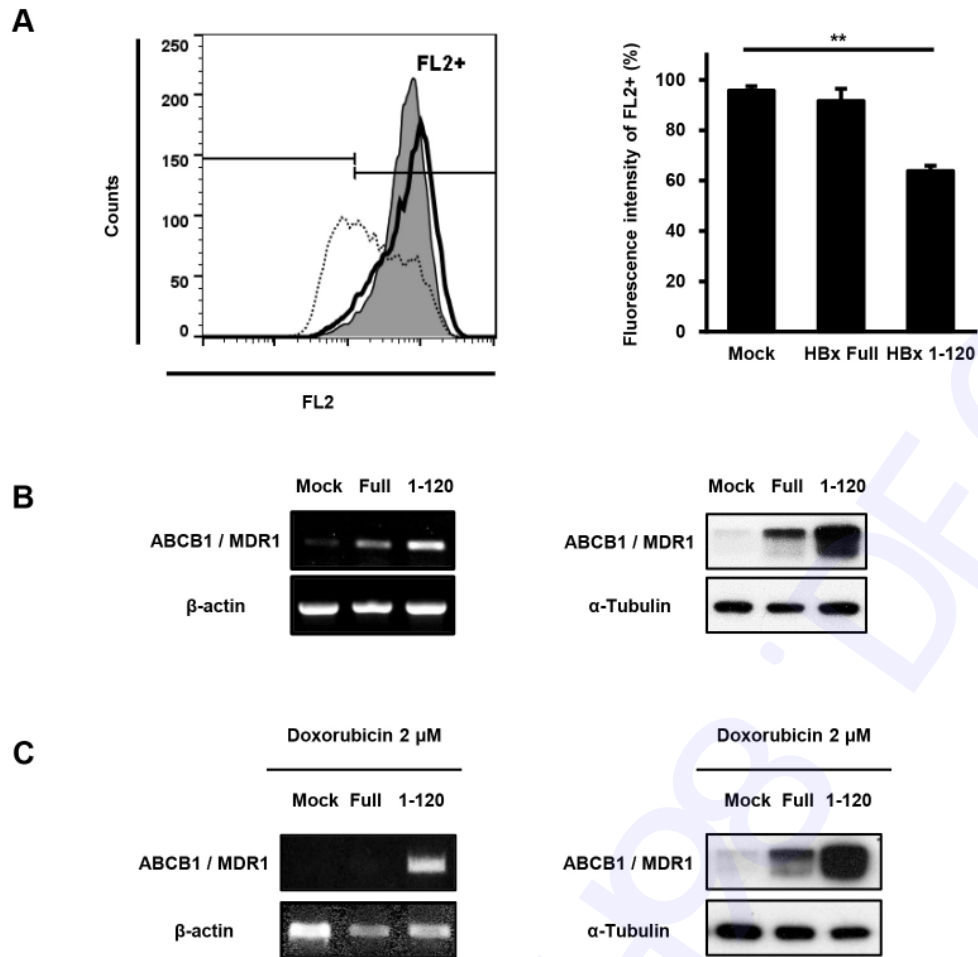 A
250
200
150
100
50
0
Counts
FL2+
FL2
Fluorescence intensity of FL2+ (%)
100
80
60
40
20
0
**
Mock HBx Full HBx 1-120
B
Mock Full 1-120
ABCB1 / MDR1
β-actin
Mock Full 1-120
ABCB1 / MDR1
α-Tubulin
C
Doxorubicin 2 μM
Mock Full 1-120
ABCB1 / MDR1
β-actin
Doxorubicin 2 μM
Mock Full 1-120
ABCB1 / MDR1
α-Tubulin